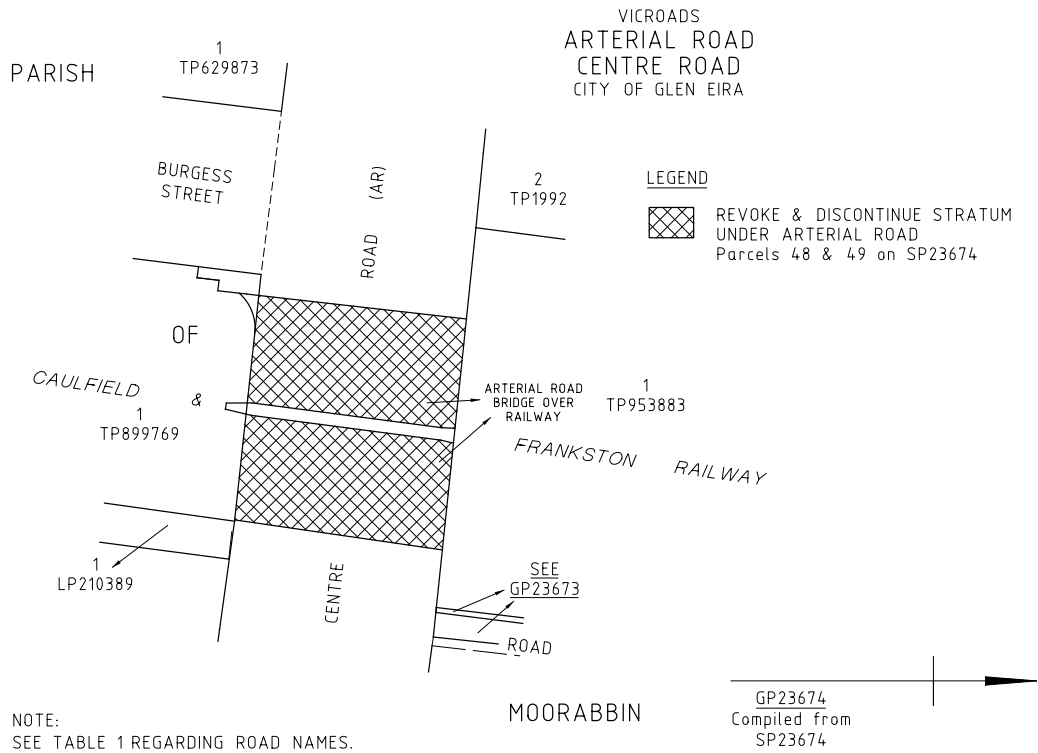 VICROADS
ARTERIAL ROAD
CENTRE ROAD
CITY OF GLEN EIRA
PARISH
1
TP629873
BURGESS
STREET
ROAD (AR)
2
TP1992
LEGEND
REVOKE & DISCONTINUE STRATUM
UNDER ARTERIAL ROAD
Parcels 48 & 49 on SP23674
OF
CAULFIELD &
1
TP899769
ARTERIAL ROAD
BRIDGE OVER
RAILWAY
1
TP953883
FRANKSTON RAILWAY
1
LP210389
CENTRE
SEE
GP23673
ROAD
MOORABBIN
GP23674
Compiled from
SP23674
NOTE:
SEE TABLE 1 REGARDING ROAD NAMES.